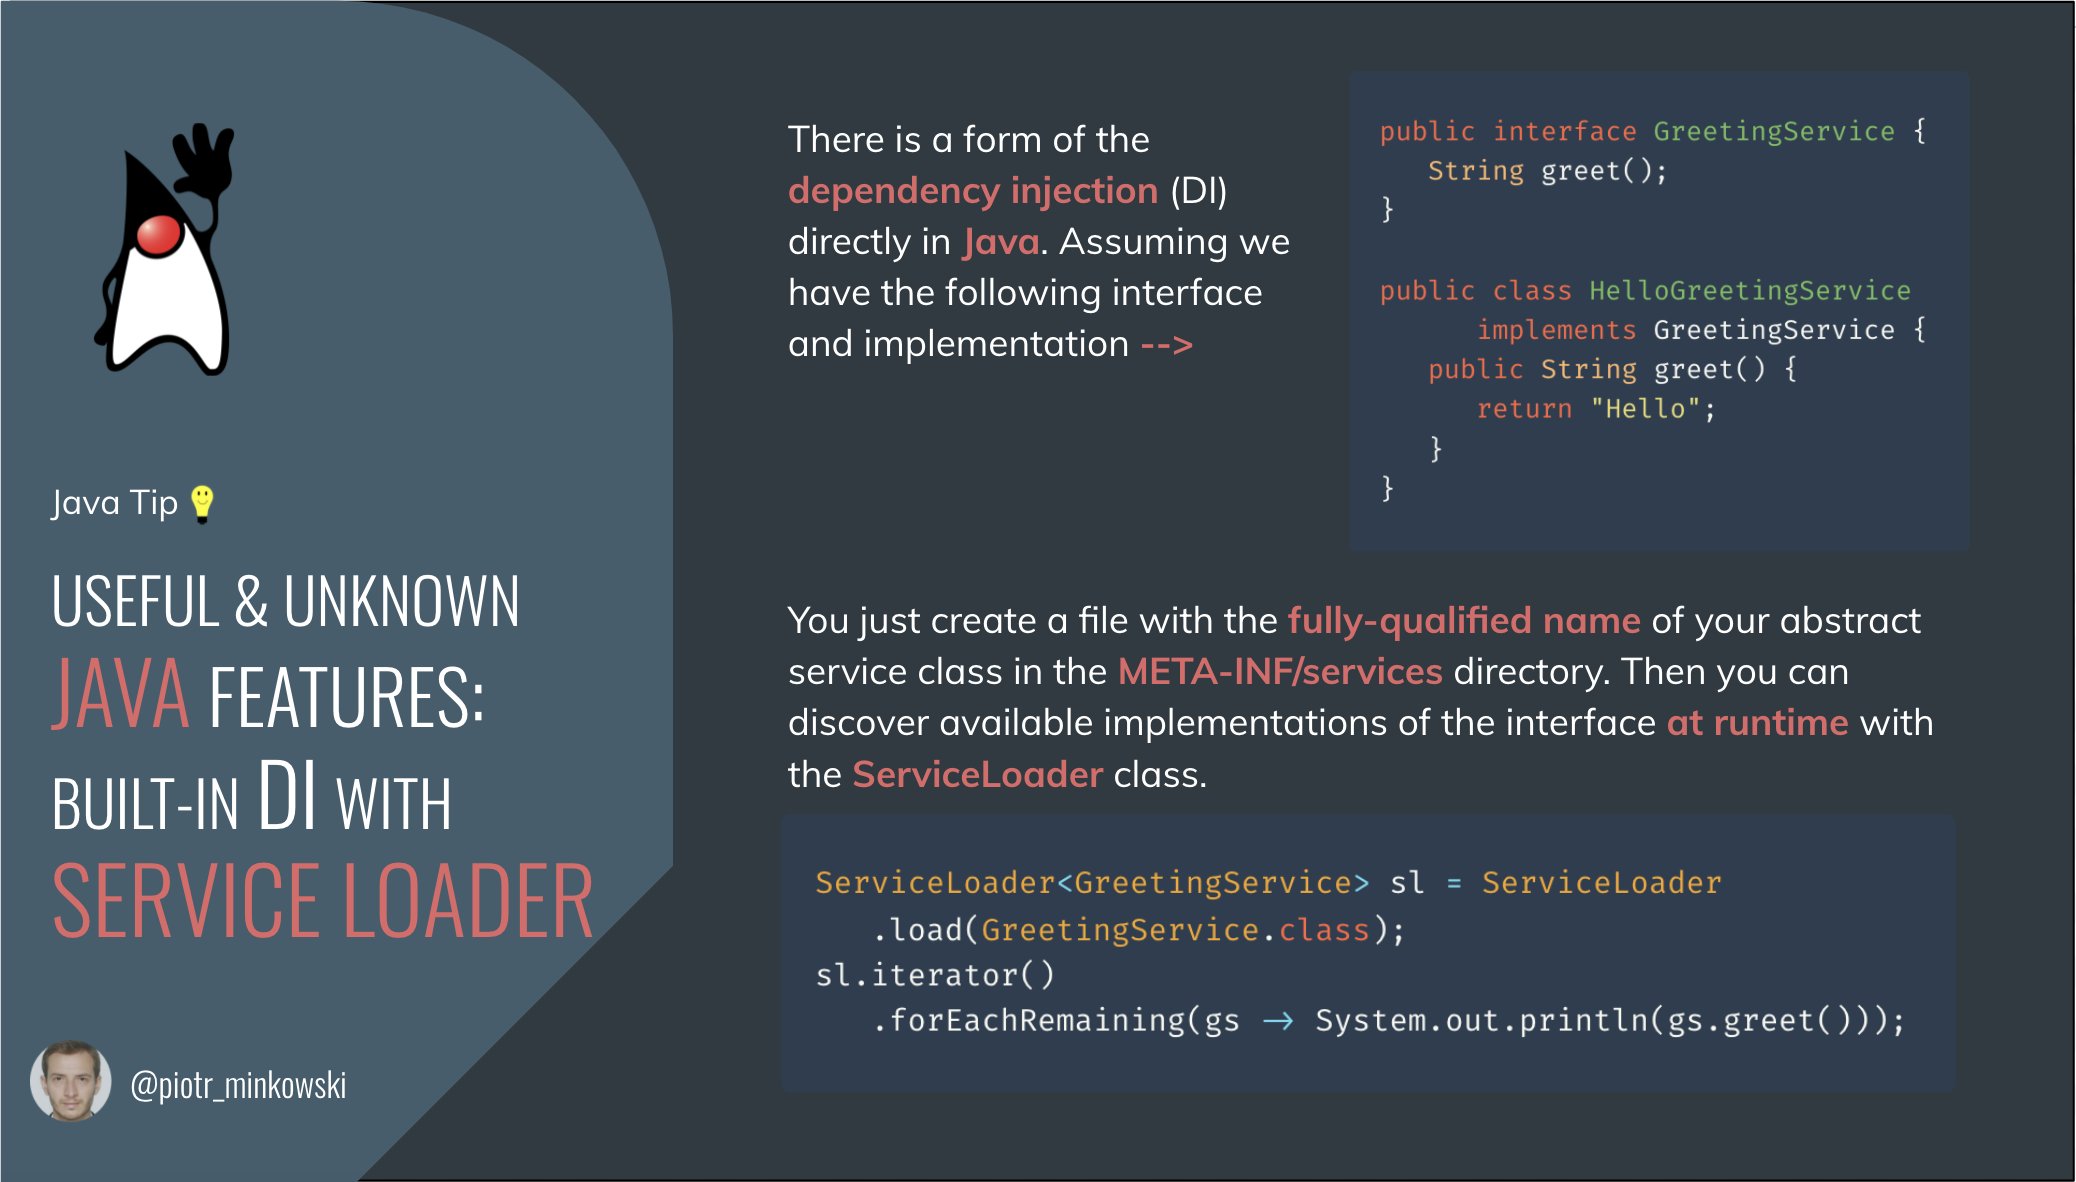 Java Tip
USEFUL & UNKNOWN
JAVA FEATURES:
BUILT-IN DI WITH
SERVICE LOADER
@piotr_minkowski
There is a form of the
dependency injection (DI)
directly in Java. Assuming we
have the following interface
and implementation -->
public interface GreetingService {
   String greet();
}
public class HelloGreetingService
      implements GreetingService {
   public String greet() {
      return "Hello";
   }
}
You just create a file with the fully-qualified name of your abstract
service class in the META-INF/services directory. Then you can
discover available implementations of the interface at runtime with
the ServiceLoader class.
ServiceLoader<GreetingService> sl = ServiceLoader
   .load(GreetingService.class);
sl.iterator()
   .forEachRemaining(gs → System.out.println(gs.greet()));